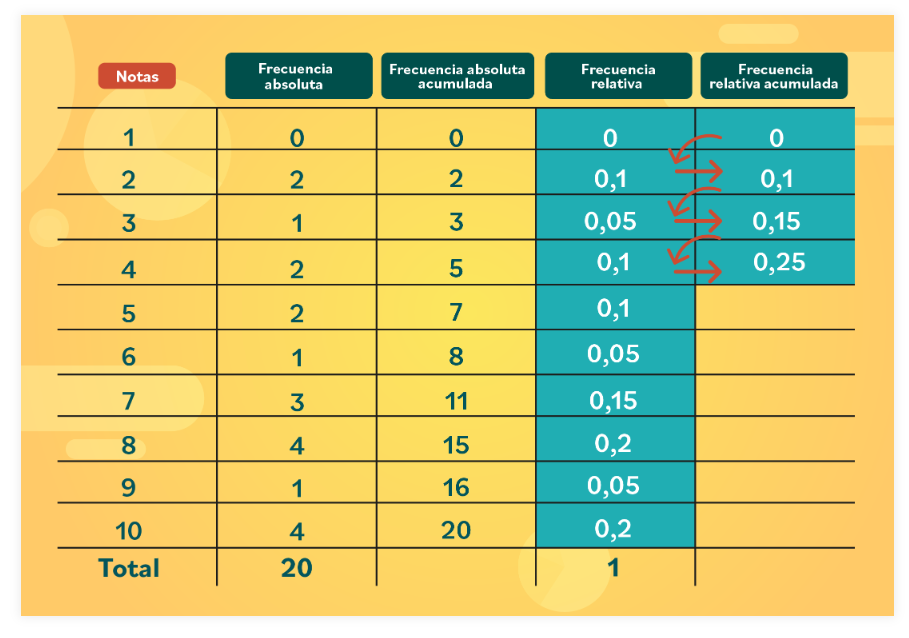 Notas
Frecuencia
absoluta
Frecuencia absoluta
acumulada
Frecuencia
relativa
Frecuencia
relativa acumulada
1 0 0 0 0
2 2 2 0,1 0,1
3 1 3 0,05 0,15
4 2 5 0,1 0,25
5 2 7 0,1
6 1 8 0,05
7 3 11 0,15
8 4 15 0,2
9 1 16 0,05
10 4 20 0,2
Total 20 1